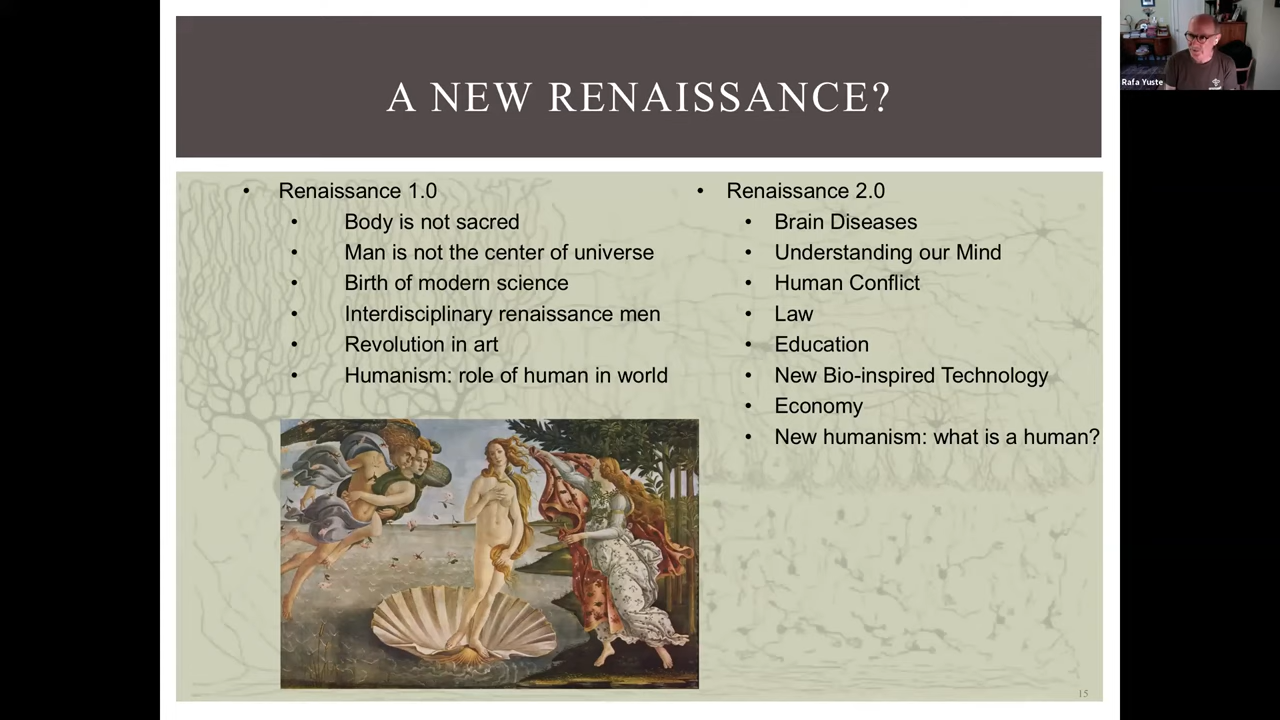 A NEW RENAISSANCE?
Rafa Yuste
• Renaissance 1.0
• Body is not sacred
• Man is not the center of universe
• Birth of modern science
• Interdisciplinary renaissance men
• Revolution in art
• Humanism: role of human in world
• Renaissance 2.0
• Brain Diseases
• Understanding our Mind
• Human Conflict
• Law
• Education
• New Bio-inspired Technology
• Economy
• New humanism: what is a human?
15